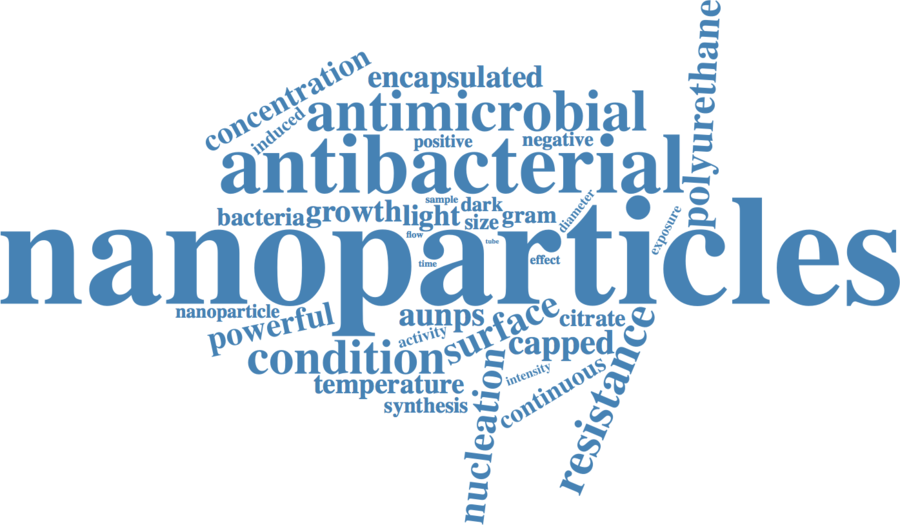 polyurethane
concentration
encapsulated
induced
antimicrobial
positive
negative
antibacterial
bacteria
growth
light
sample
dark
size
gram
diameter
exposure
flow
tube
nanoparticles
time
effect
nanoparticle
powerful
aunps
surface
citrate
activity
condition
capped
resistance
temperature
nucleation
intensity
continuous
synthesis